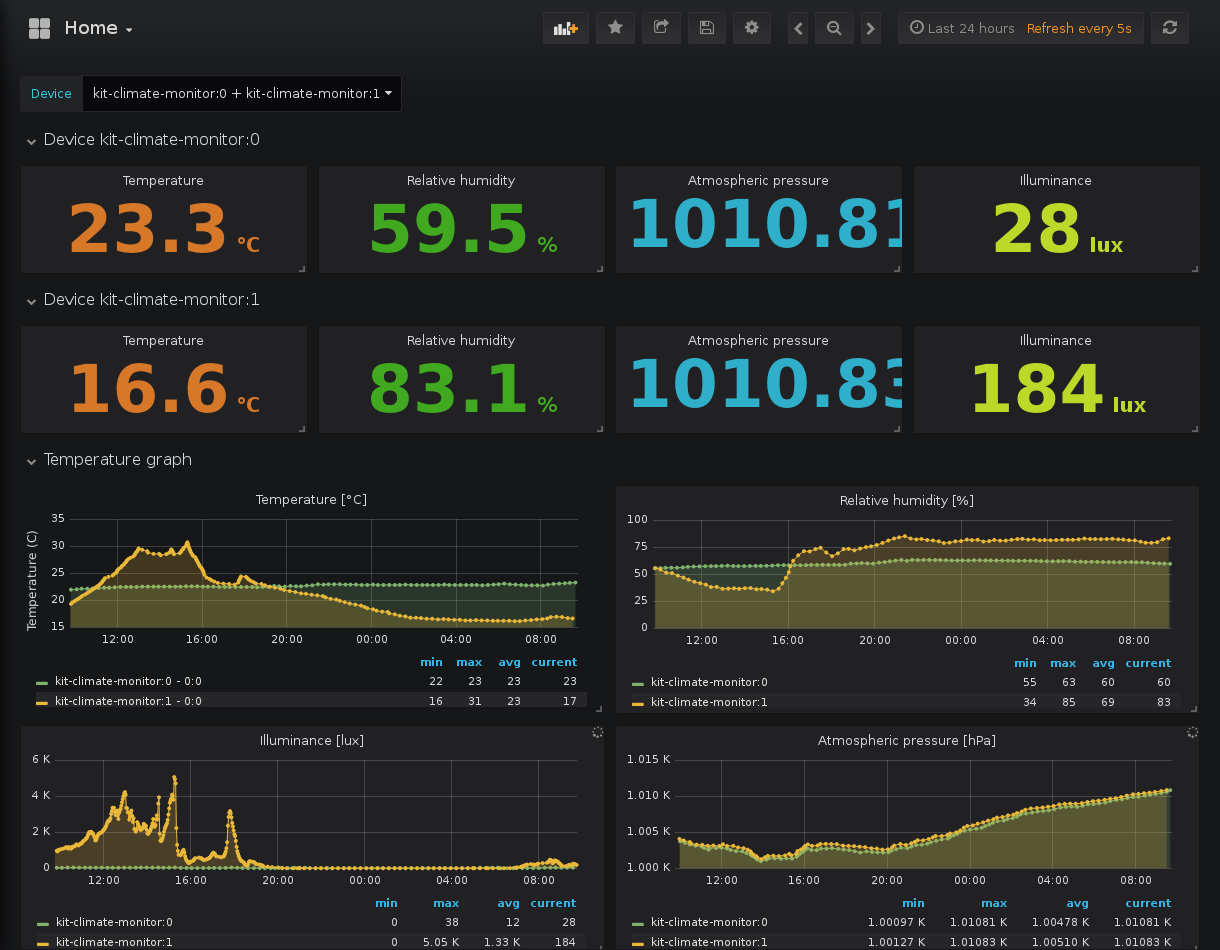 Home
Last 24 hours Refresh every 5s
Device kit-climate-monitor:0 + kit-climate-monitor:1
Device kit-climate-monitor:0
Temperature Relative humidity Atmospheric pressure Illuminance
23.3 °C 59.5 % 1010.81 28 lux
Device kit-climate-monitor:1
Temperature Relative humidity Atmospheric pressure Illuminance
16.6 °C 83.1 % 1010.83 184 lux
Temperature graph
Temperature [°C]
Temperature (C)
35
30
25
20
15
12:00 16:00 20:00 00:00 04:00 08:00
min max avg current
kit-climate-monitor:0 - 0:0 22 23 23 23
kit-climate-monitor:1 - 0:0 16 31 23 17
Relative humidity [%]
100
75
50
25
0
12:00 16:00 20:00 00:00 04:00 08:00
min max avg current
kit-climate-monitor:0 55 63 60 60
kit-climate-monitor:1 34 85 69 83
Illuminance [lux]
6 K
4 K
2 K
0
12:00 16:00 20:00 00:00 04:00 08:00
min max avg current
kit-climate-monitor:0 0 38 12 28
kit-climate-monitor:1 0 5.05 K 1.33 K 184
Atmospheric pressure [hPa]
1.015 K
1.010 K
1.005 K
1.000 K
12:00 16:00 20:00 00:00 04:00 08:00
min max avg current
kit-climate-monitor:0 1.00097 K 1.01081 K 1.00478 K 1.01081 K
kit-climate-monitor:1 1.00127 K 1.01083 K 1.00510 K 1.01083 K